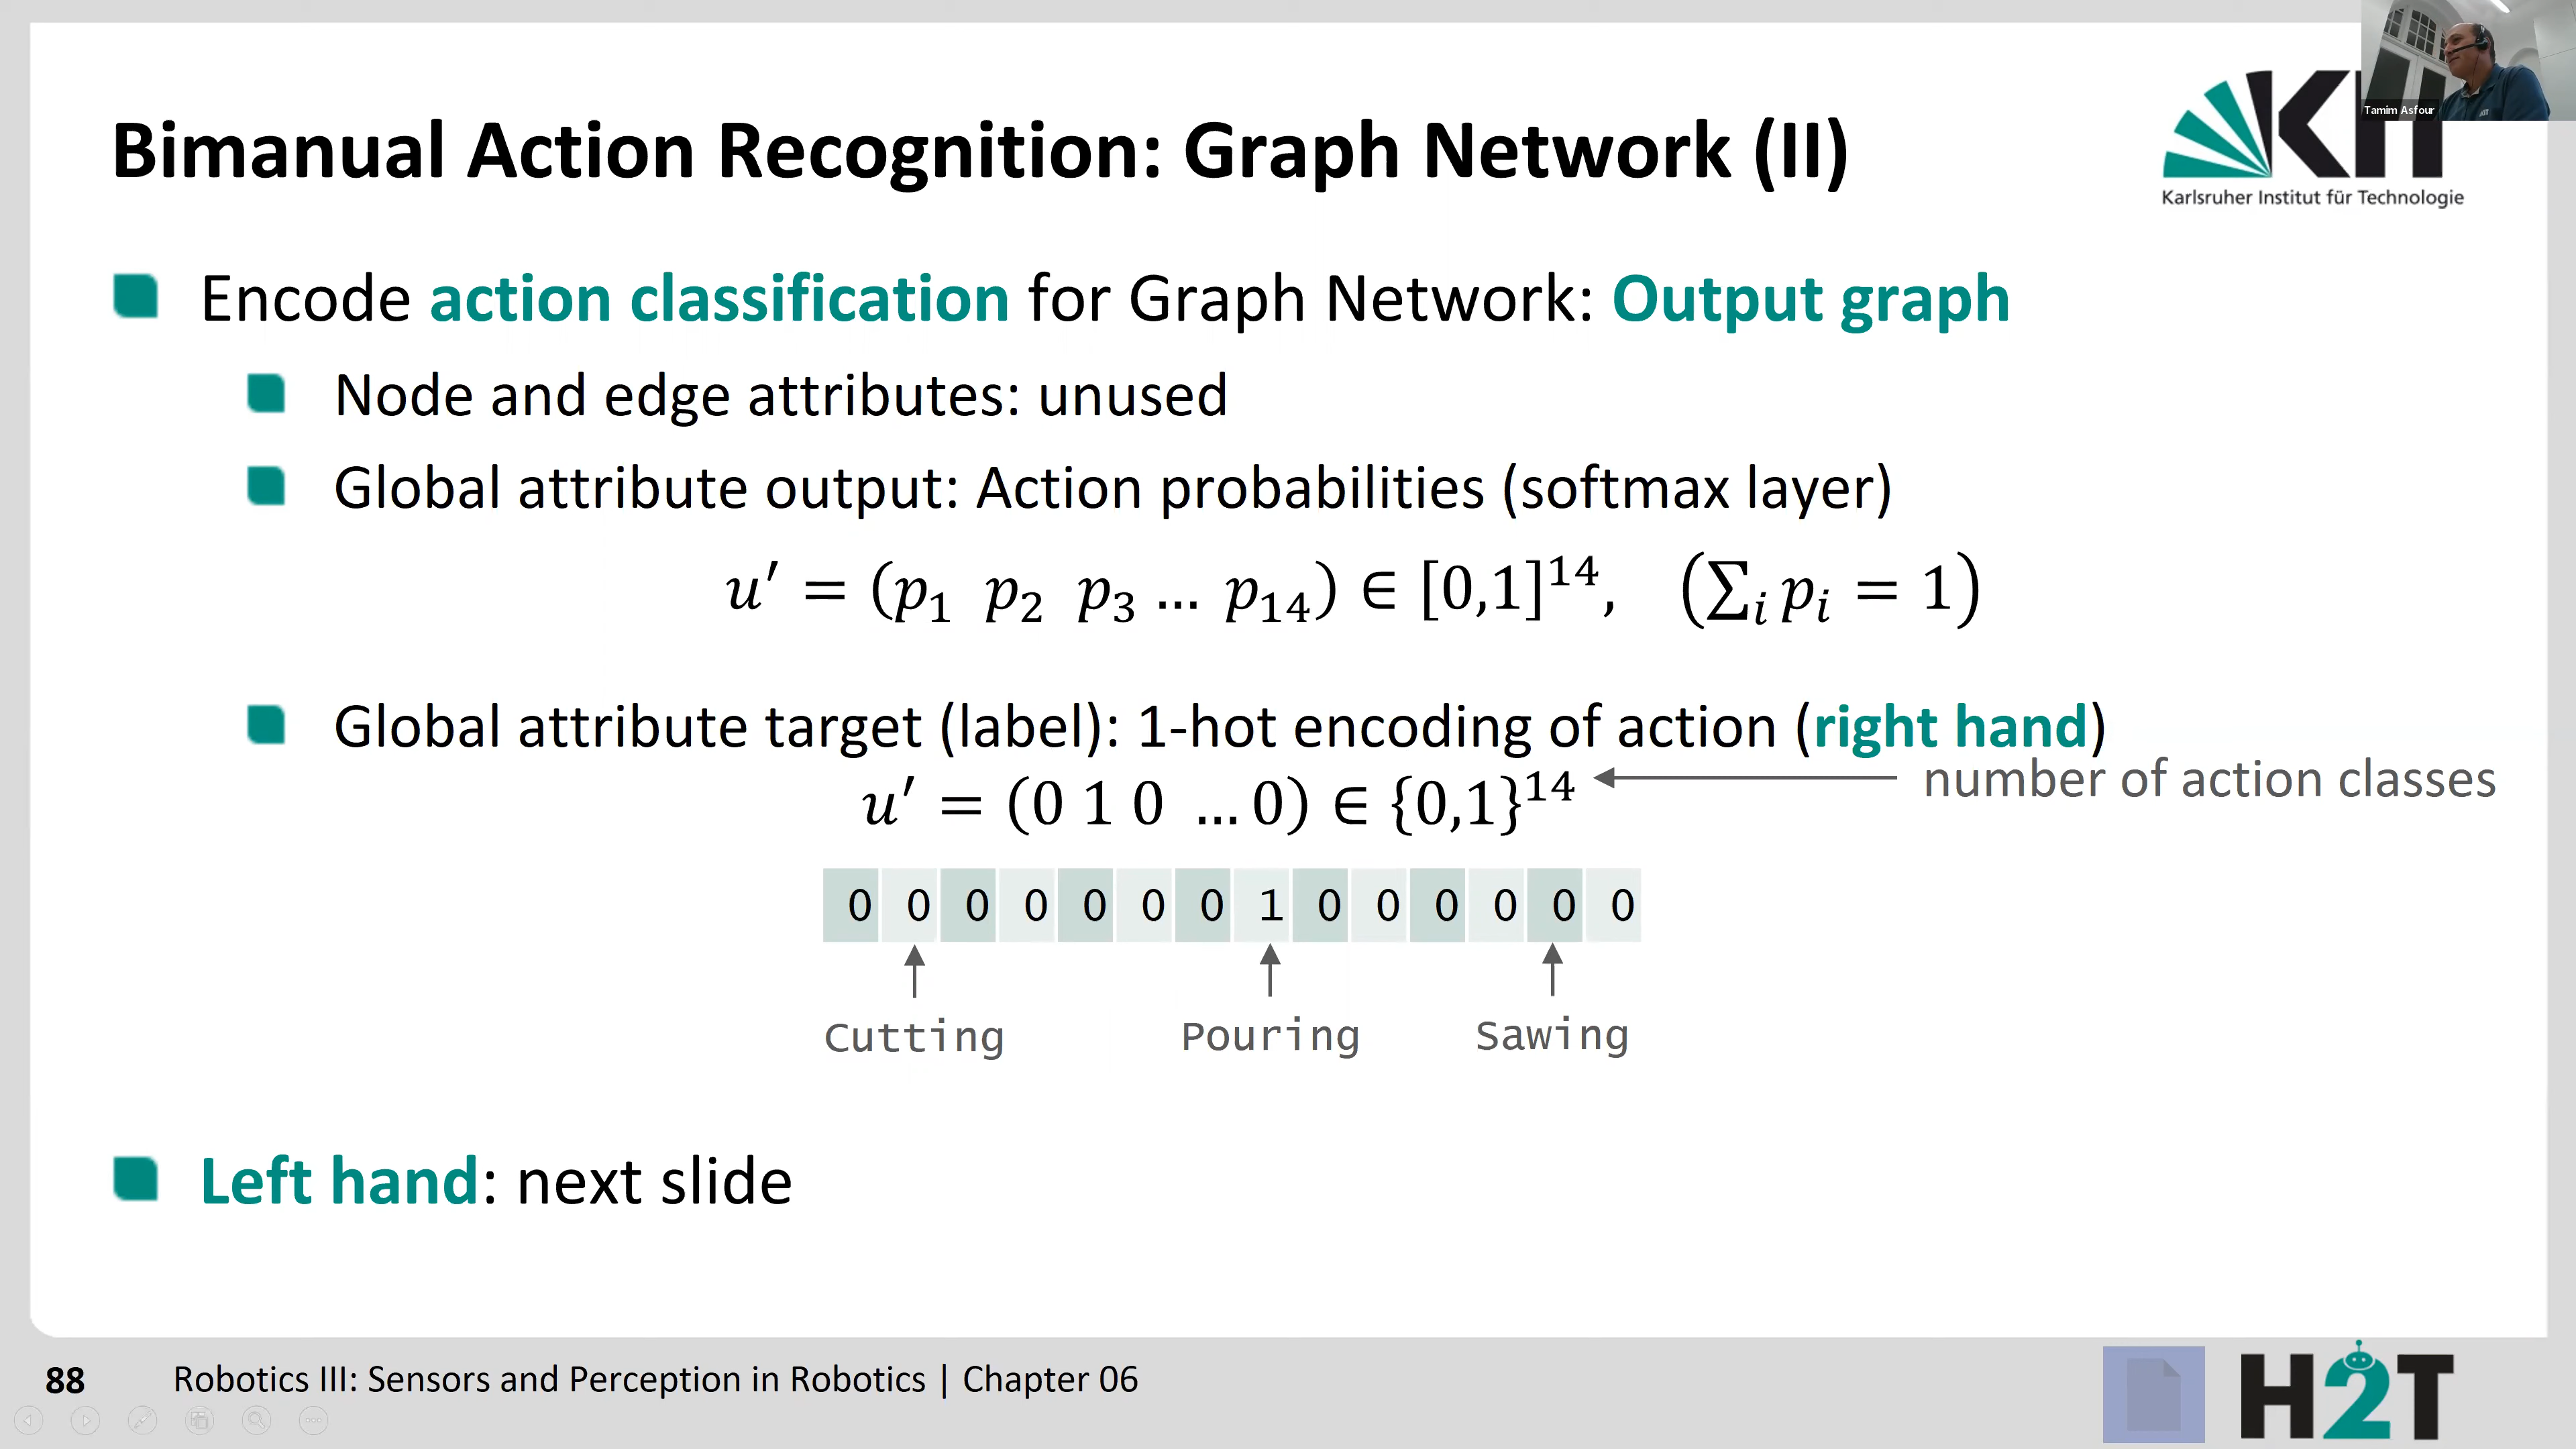 Tamim Asfour
Bimanual Action Recognition: Graph Network (II)
Karlsruher Institut für Technologie
Encode action classification for Graph Network: Output graph
Node and edge attributes: unused
Global attribute output: Action probabilities (softmax layer)
u′ = (p₁ p₂ p₃ … p₁₄) ∈ [0,1]¹⁴, (∑ᵢ pᵢ = 1)
Global attribute target (label): 1-hot encoding of action (right hand)
u′ = (0 1 0 … 0) ∈ {0,1}¹⁴
number of action classes
0 0 0 0 0 0 0 1 0 0 0 0 0 0
Cutting Pouring Sawing
Left hand: next slide
88 Robotics III: Sensors and Perception in Robotics | Chapter 06
H2T